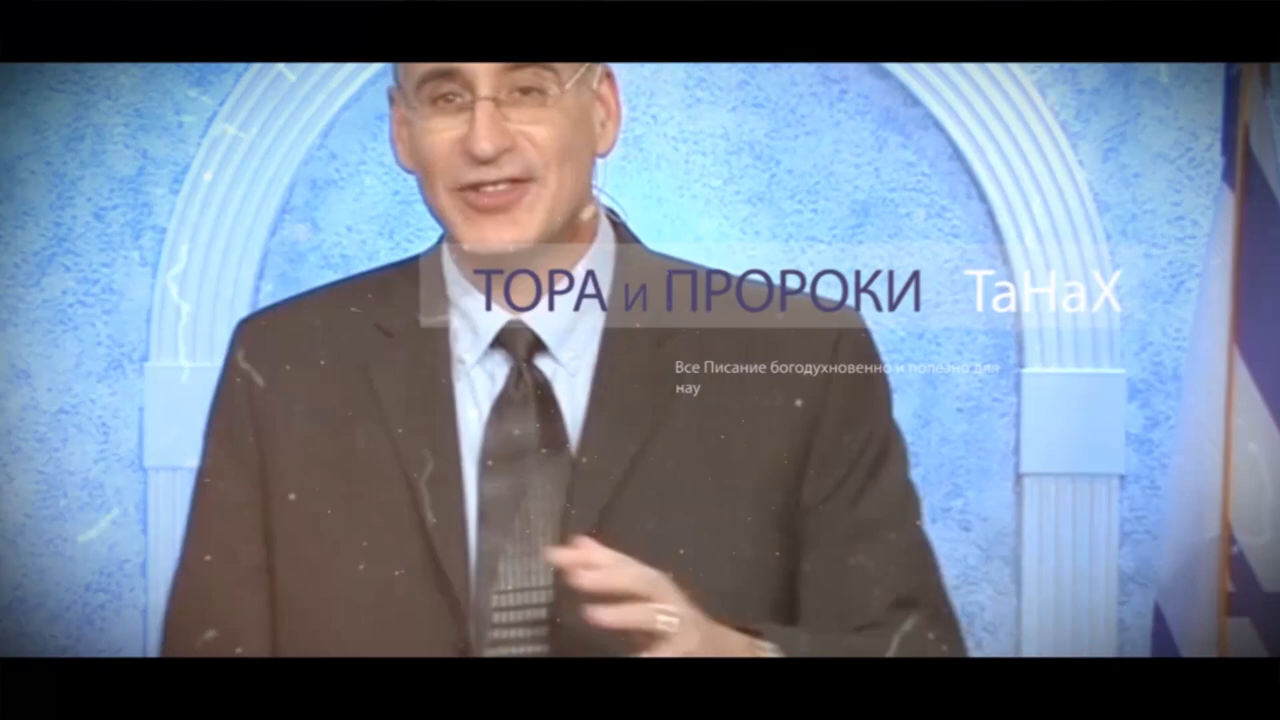 ТОРА и ПРОРОКИ ТаНаХ
Все Писание богодухновенно и полезно для
нау